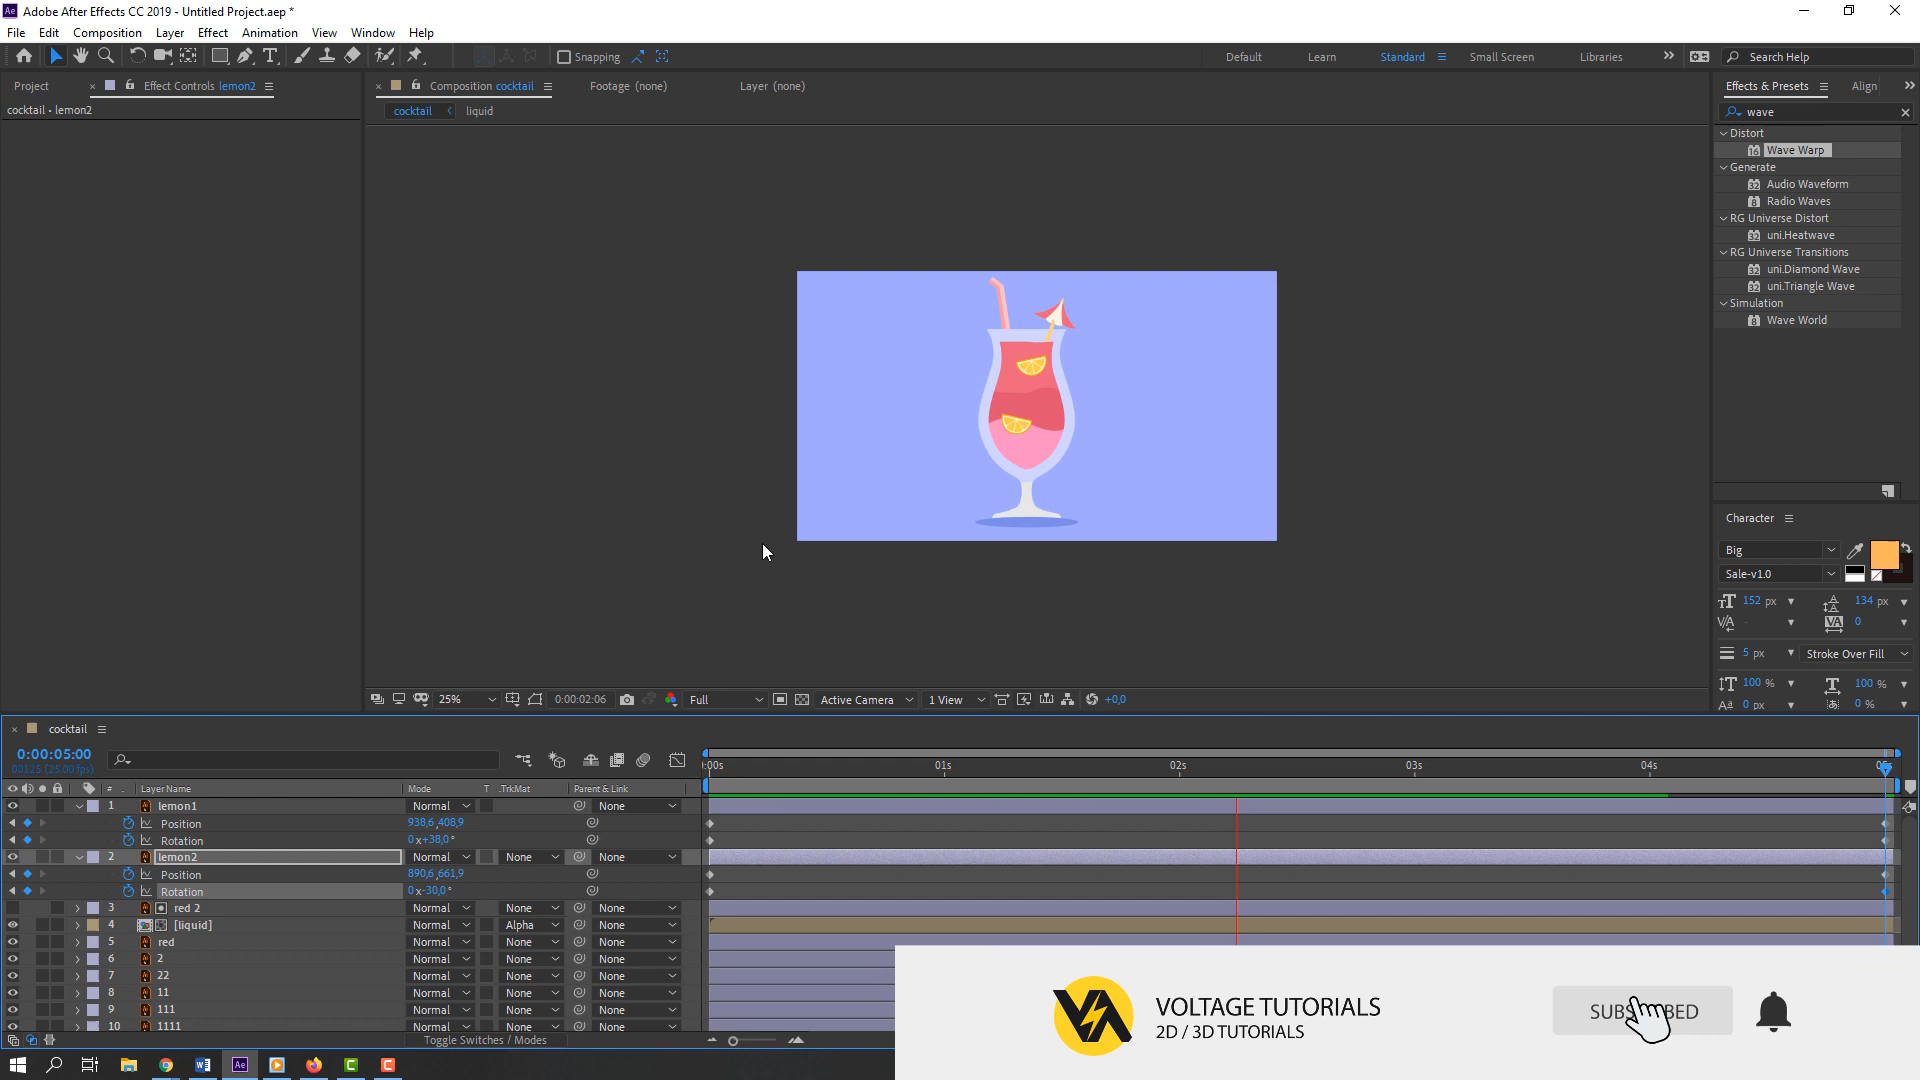 Adobe After Effects CC 2019 - Untitled Project.aep *
File Edit Composition Layer Effect Animation View Window Help
Snapping Default Learn Standard Small Screen Libraries Search Help
Project Effect Controls lemon2 Composition cocktail Footage (none) Layer (none) Effects & Presets Align
cocktail • lemon2
cocktail liquid
wave
Distort
Wave Warp
Generate
Audio Waveform
Radio Waves
RG Universe Distort
uni.Heatwave
RG Universe Transitions
uni.Diamond Wave
uni.Triangle Wave
Simulation
Wave World
Character
Big
Sale-v1.0
152 px 134 px
0
5 px Stroke Over Fill
100 % 100 %
0 px 0 %
25% 0:00:02:06 Full Active Camera 1 View +0,0
cocktail
0:00:05:00
00125 (25.00 fps)
:00s 01s 02s 03s 04s
# Layer Name Mode T .TrkMat Parent & Link
1 lemon1 Normal None
Position 938,6,408,9
Rotation 0x+38,0°
2 lemon2 Normal None None
Position 890,6,661,9
Rotation 0x-30,0°
3 red 2 Normal None None
4 [liquid] Normal Alpha None
5 red Normal None None
6 2 Normal None None
7 22 Normal None None
8 11 Normal None None
9 111 Normal None None
10 1111 Normal None None
Toggle Switches / Modes
VOLTAGE TUTORIALS
2D / 3D TUTORIALS